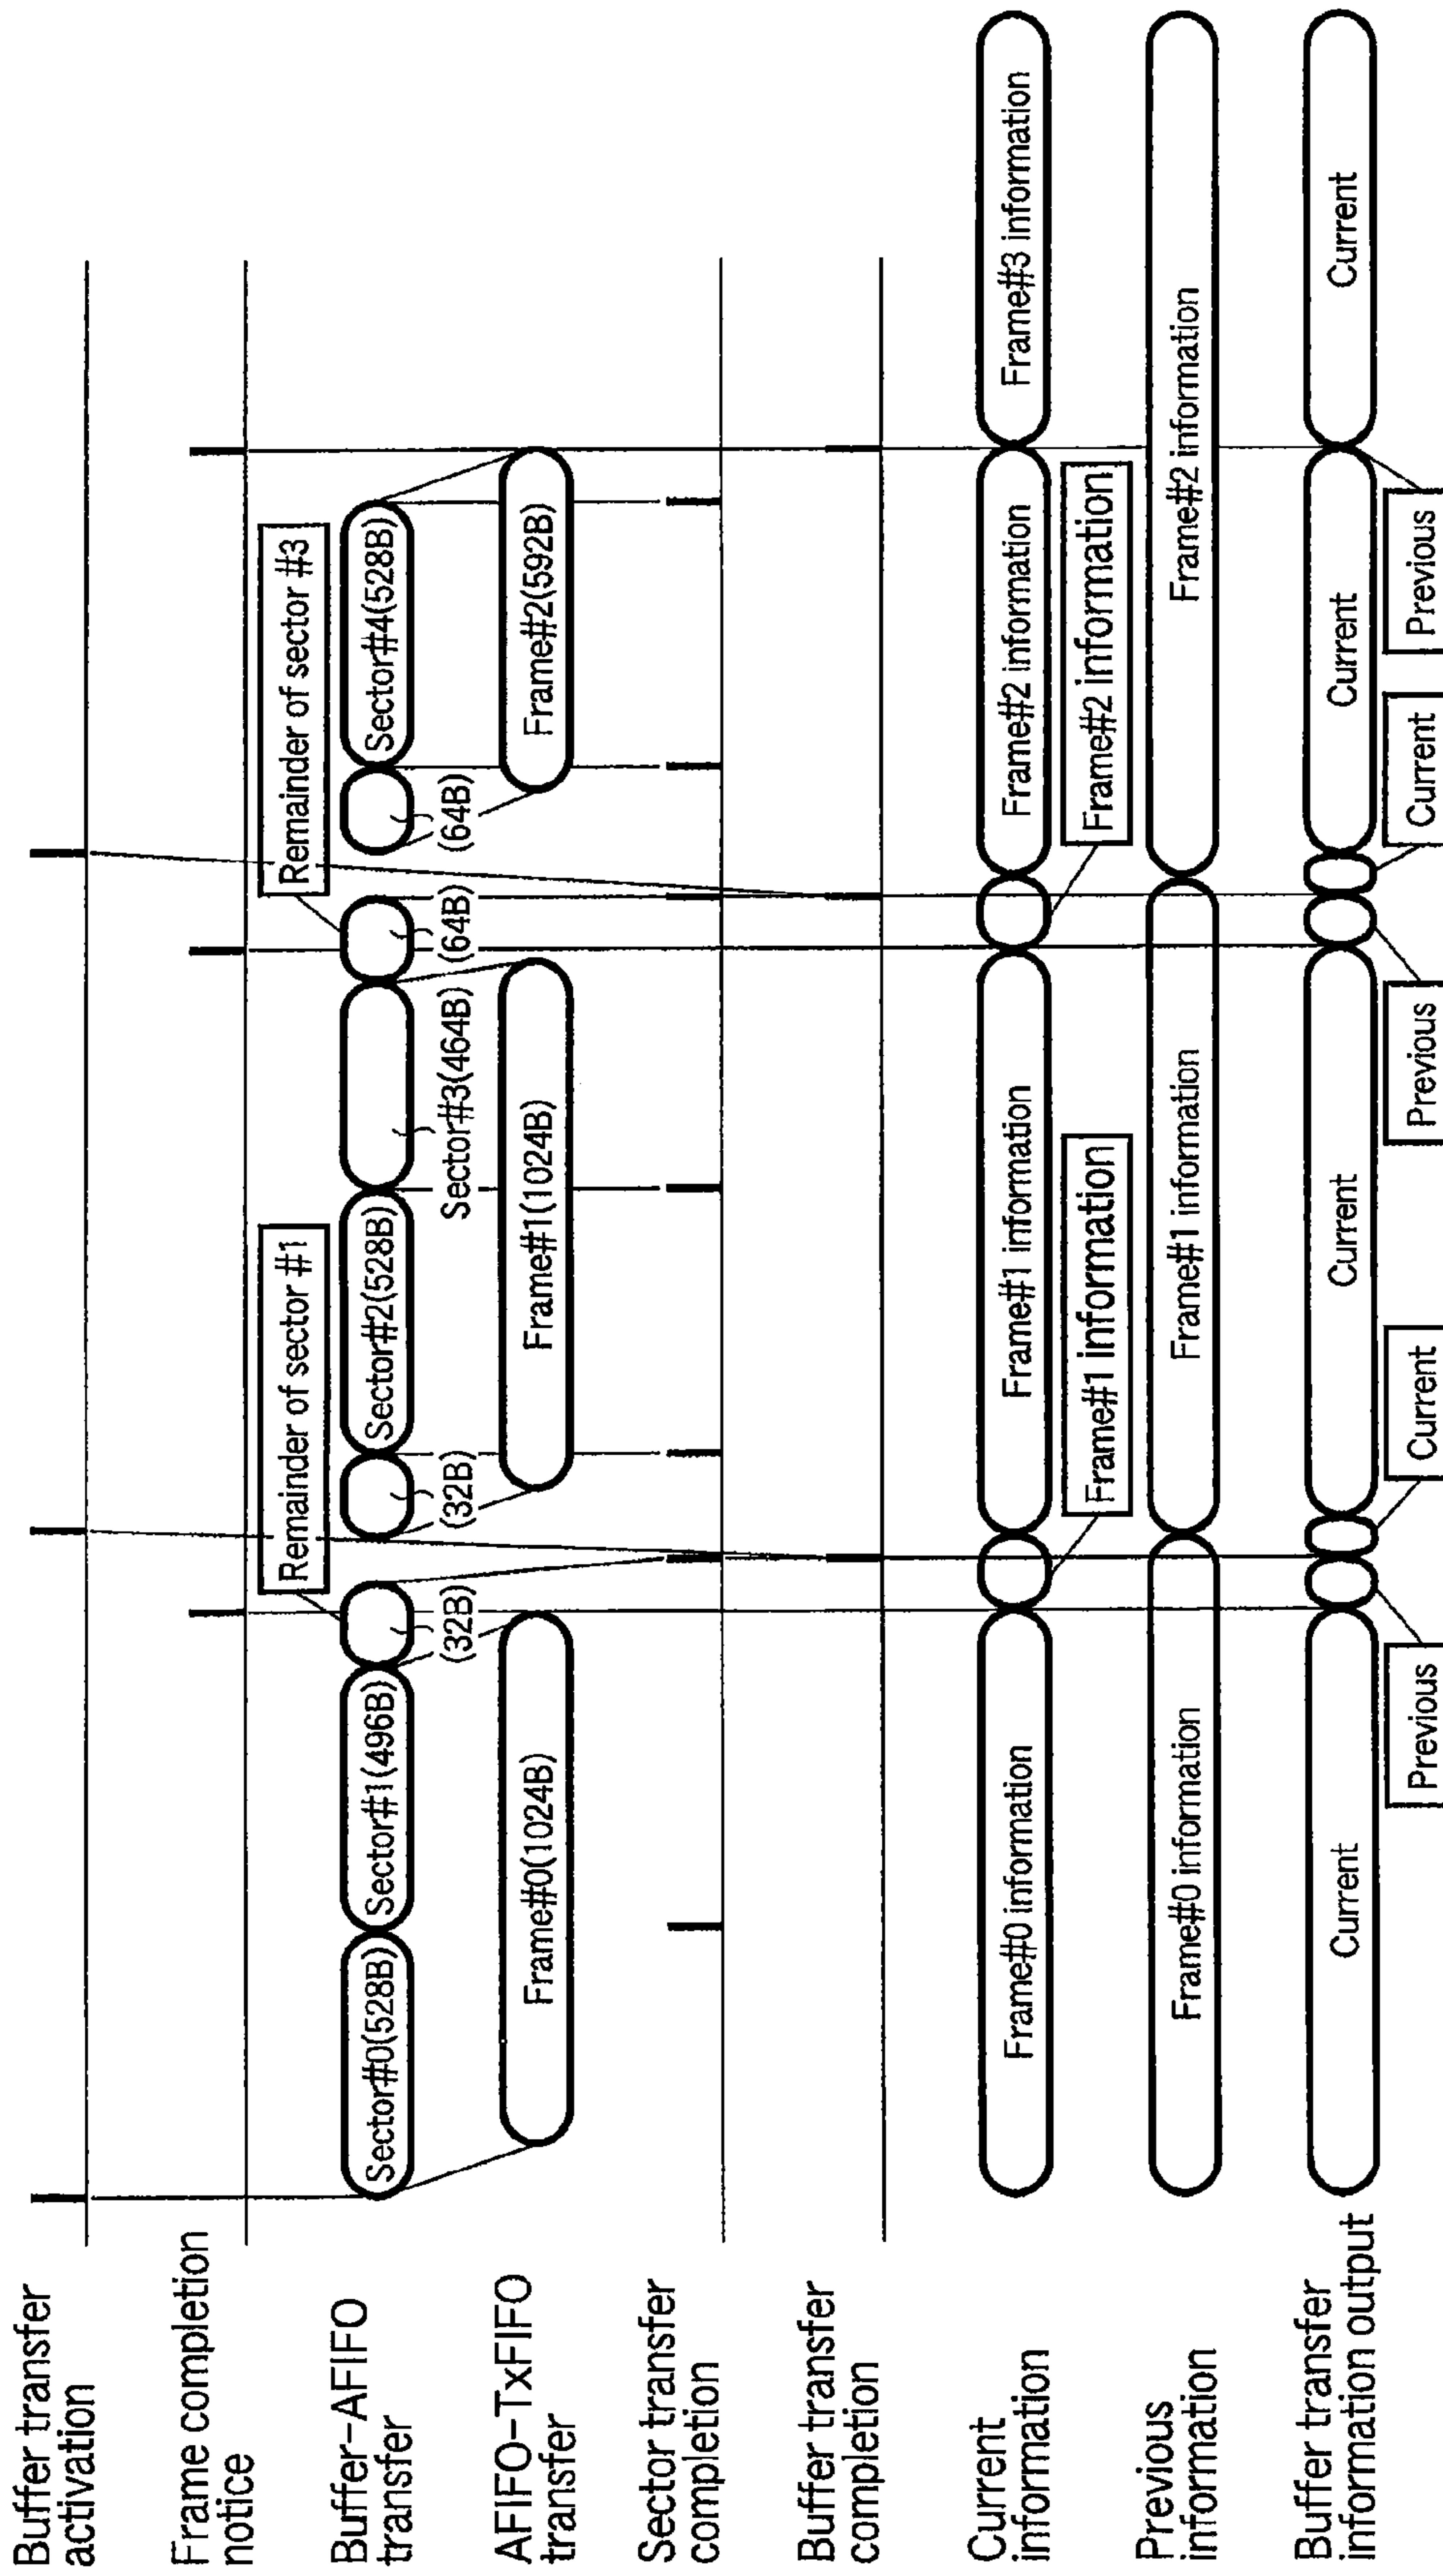 Buffer transfer
activation
Frame completion
notice
Remainder of sector #1
Remainder of sector #3
Buffer-AFIFO
transfer
Sector#0(528B)
Sector#1(496B)
Sector#2(528B)
Sector#4(528B)
(32B)
(32B)
Sector#3(464B)
(64B)
(64B)
AFIFO-TxFIFO
transfer
Frame#0(1024B)
Frame#1(1024B)
Frame#2(592B)
Sector transfer
completion
Buffer transfer
completion
Current
information
Frame#0 information
Frame#1 information
Frame#2 information
Frame#3 information
Frame#1 information
Frame#2 information
Previous
information
Frame#0 information
Frame#1 information
Frame#2 information
Buffer transfer
information output
Current
Current
Current
Current
Previous
Current
Previous
Current
Previous